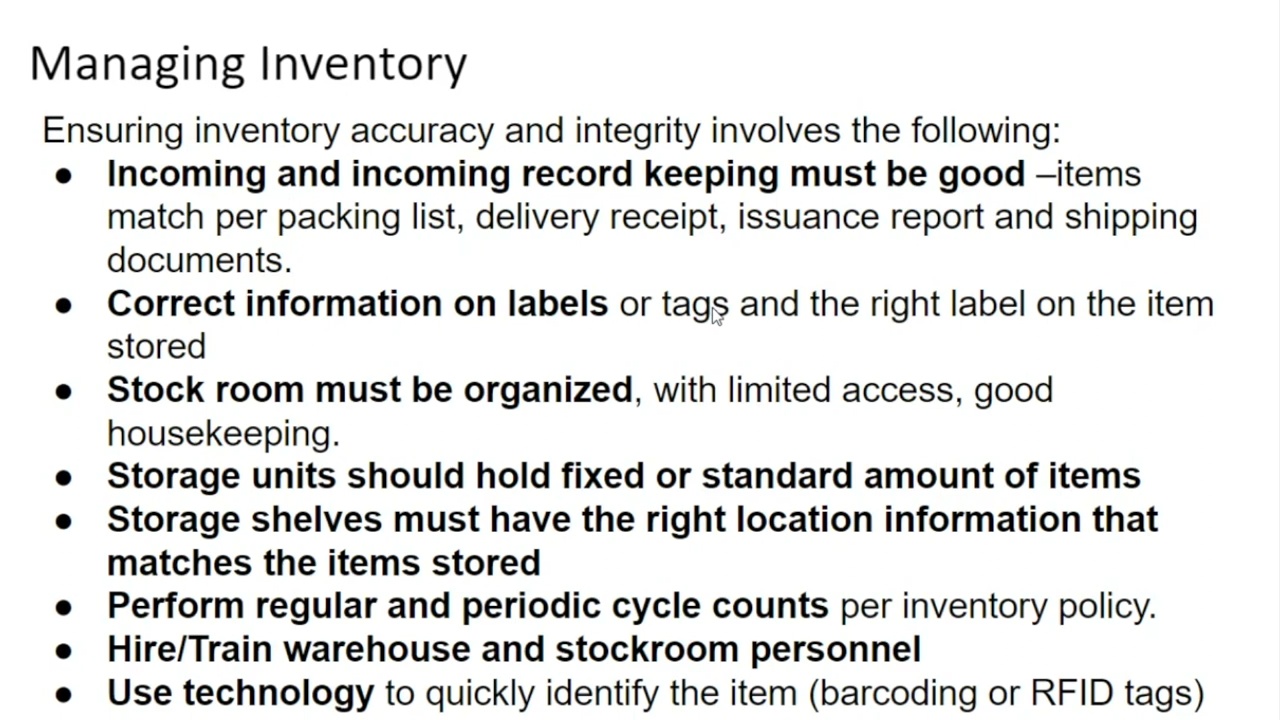 Managing Inventory
Ensuring inventory accuracy and integrity involves the following:
● Incoming and incoming record keeping must be good –items
match per packing list, delivery receipt, issuance report and shipping
documents.
● Correct information on labels or tags and the right label on the item
stored
● Stock room must be organized, with limited access, good
housekeeping.
● Storage units should hold fixed or standard amount of items
● Storage shelves must have the right location information that
matches the items stored
● Perform regular and periodic cycle counts per inventory policy.
● Hire/Train warehouse and stockroom personnel
● Use technology to quickly identify the item (barcoding or RFID tags)